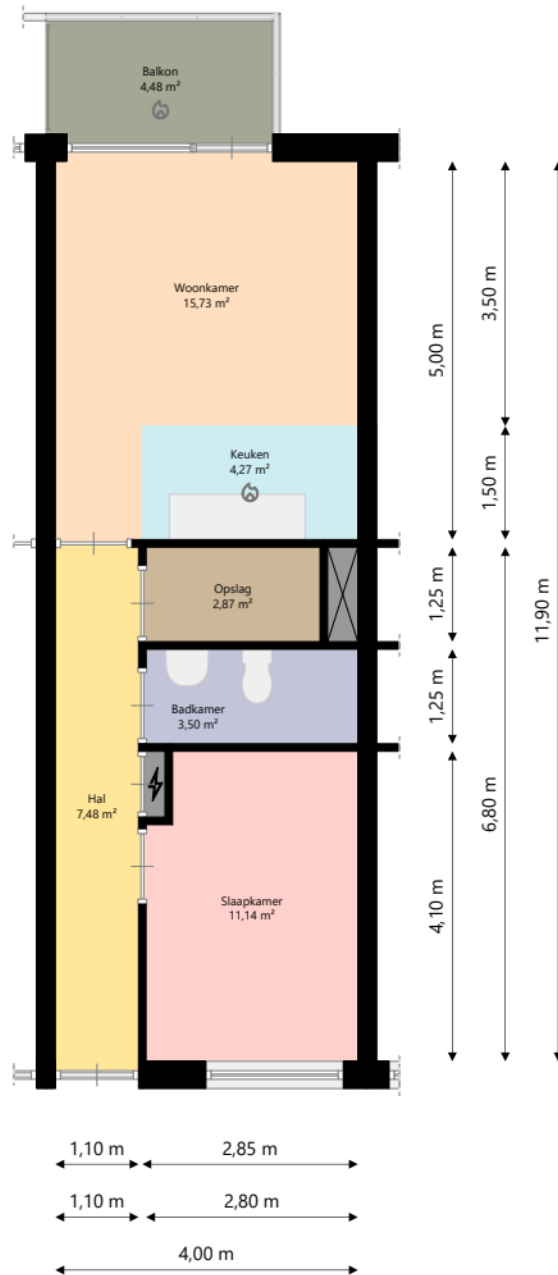 Balkon
4,48 m²
Woonkamer
15,73 m²
Keuken
4,27 m²
Opslag
2,87 m²
Badkamer
3,50 m²
Hal
7,48 m²
Slaapkamer
11,14 m²
5,00 m
3,50 m
1,50 m
1,25 m
1,25 m
4,10 m
6,80 m
11,90 m
1,10 m
2,85 m
1,10 m
2,80 m
4,00 m